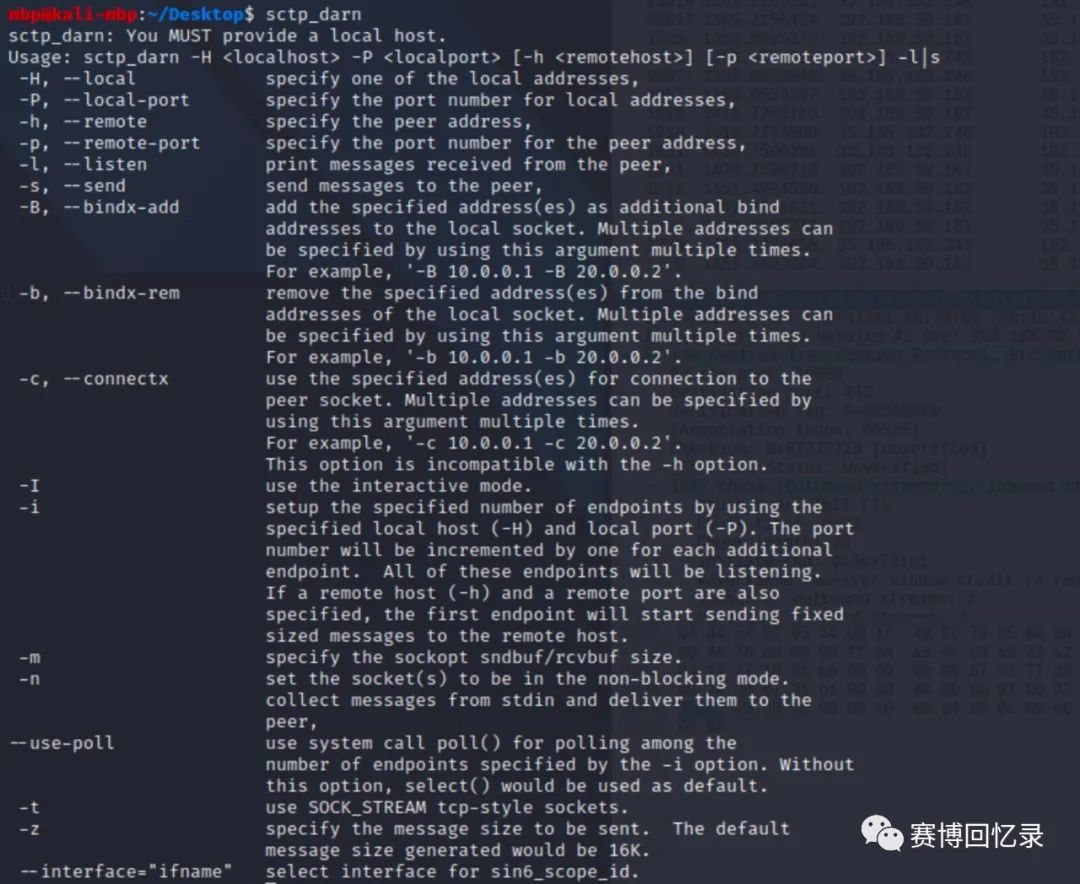 mbp@kali-mbp:~/Desktop$ sctp_darn
sctp_darn: You MUST provide a local host.
Usage: sctp_darn -H <localhost> -P <localport> [-h <remotehost>] [-p <remoteport>] -l|s
-H, --local specify one of the local addresses,
-P, --local-port specify the port number for local addresses,
-h, --remote specify the peer address,
-p, --remote-port specify the port number for the peer address,
-l, --listen print messages received from the peer,
-s, --send send messages to the peer,
-B, --bindx-add add the specified address(es) as additional bind
addresses to the local socket. Multiple addresses can
be specified by using this argument multiple times.
For example, '-B 10.0.0.1 -B 20.0.0.2'.
-b, --bindx-rem remove the specified address(es) from the bind
addresses of the local socket. Multiple addresses can
be specified by using this argument multiple times.
For example, '-b 10.0.0.1 -b 20.0.0.2'.
-c, --connectx use the specified address(es) for connection to the
peer socket. Multiple addresses can be specified by
using this argument multiple times.
For example, '-c 10.0.0.1 -c 20.0.0.2'.
This option is incompatible with the -h option.
-I use the interactive mode.
-i setup the specified number of endpoints by using the
specified local host (-H) and local port (-P). The port
number will be incremented by one for each additional
endpoint.  All of these endpoints will be listening.
If a remote host (-h) and a remote port are also
specified, the first endpoint will start sending fixed
sized messages to the remote host.
-m specify the sockopt sndbuf/rcvbuf size.
-n set the socket(s) to be in the non-blocking mode.
collect messages from stdin and deliver them to the
peer,
--use-poll use system call poll() for polling among the
number of endpoints specified by the -i option. Without
this option, select() would be used as default.
-t use SOCK_STREAM tcp-style sockets.
-z specify the message size to be sent.  The default
message size generated would be 16K.
--interface="ifname" select interface for sin6_scope_id.
赛博回忆录